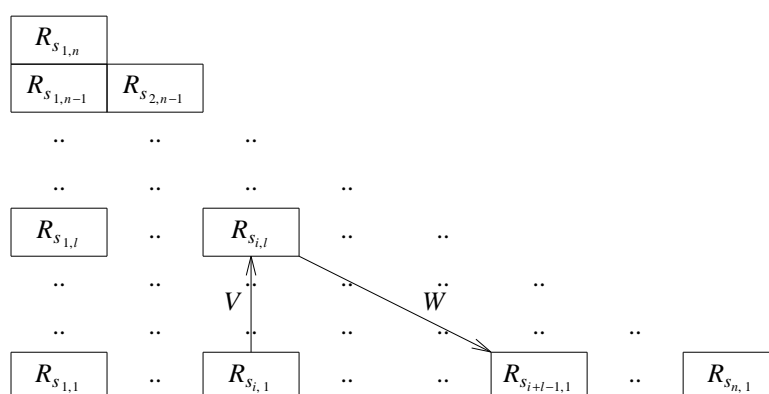 R_{s_{1,n}}
R_{s_{1,n-1}} R_{s_{2,n-1}}
.. .. ..
.. .. .. ..
R_{s_{1,l}} .. R_{s_{i,l}} .. ..
.. .. .. .. .. ..
V W
.. .. .. .. .. .. ..
R_{s_{1,1}} .. R_{s_{i,1}} .. .. R_{s_{i+l-1,1}} .. R_{s_{n,1}}